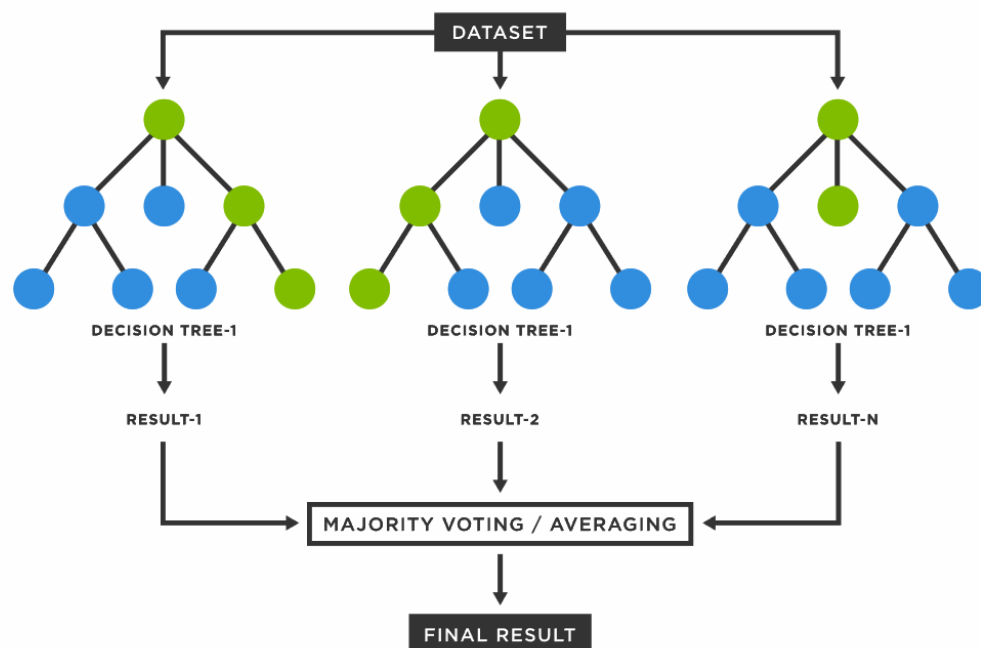 DATASET
DECISION TREE-1
DECISION TREE-1
DECISION TREE-1
RESULT-1
RESULT-2
RESULT-N
MAJORITY VOTING / AVERAGING
FINAL RESULT